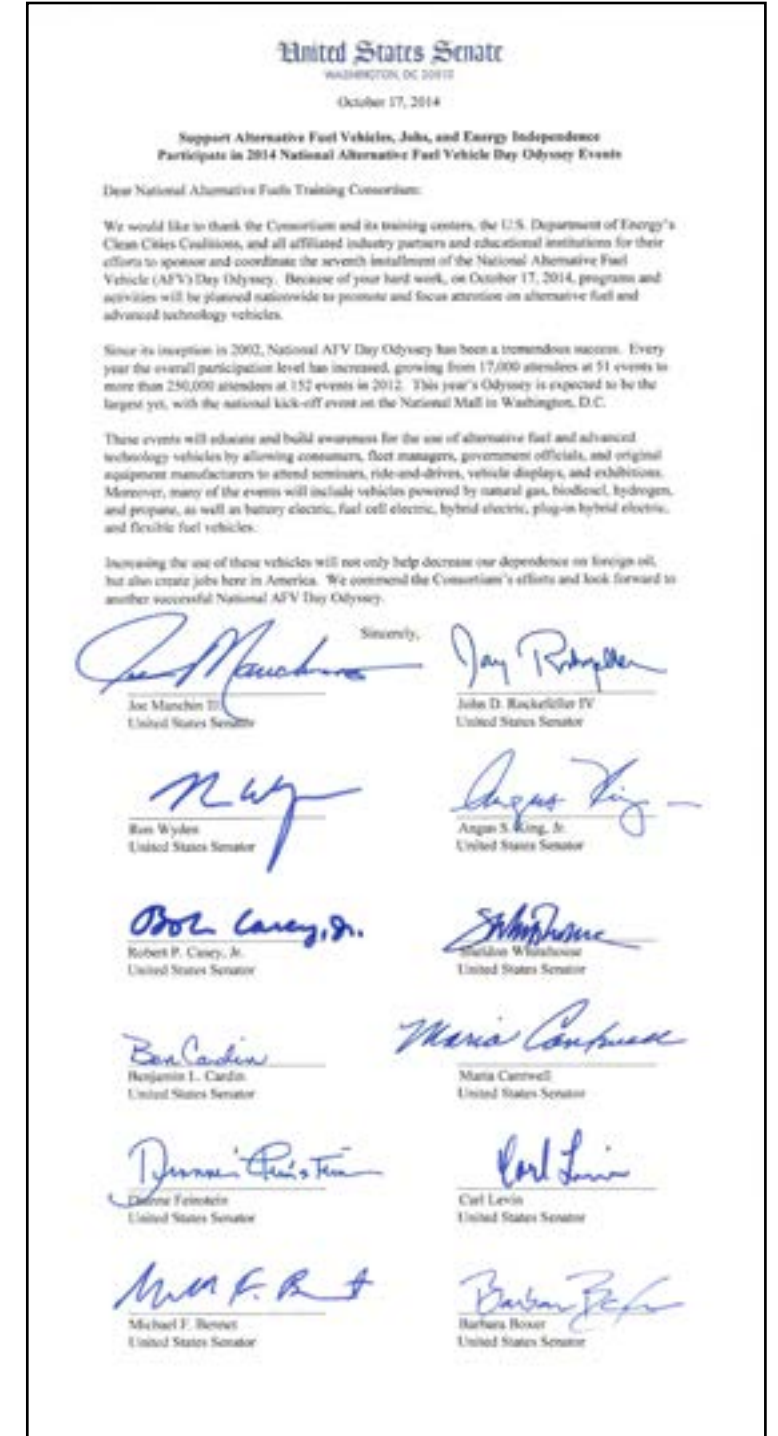 United States Senate
WASHINGTON, DC 20510
October 17, 2014
Support Alternative Fuel Vehicles, Jobs, and Energy Independence
Participate in 2014 National Alternative Fuel Vehicle Day Odyssey Events
Dear National Alternative Fuels Training Consortium:
We would like to thank the Consortium and its training centers, the U.S. Department of Energy's
Clean Cities Coalitions, and all affiliated industry partners and educational institutions for their
efforts to sponsor and coordinate the seventh installment of the National Alternative Fuel
Vehicle (AFV) Day Odyssey. Because of your hard work, on October 17, 2014, programs and
activities will be planned nationwide to promote and focus attention on alternative fuel and
advanced technology vehicles.
Since its inception in 2002, National AFV Day Odyssey has been a tremendous success. Every
year the overall participation level has increased, growing from 17,000 attendees at 51 events to
more than 250,000 attendees at 152 events in 2012. This year's Odyssey is expected to be the
largest yet, with the national kick-off event on the National Mall in Washington, D.C.
These events will educate and build awareness for the use of alternative fuel and advanced
technology vehicles by allowing consumers, fleet managers, government officials, and original
equipment manufacturers to attend seminars, ride-and-drives, vehicle displays, and exhibitions.
Moreover, many of the events will include vehicles powered by natural gas, biodiesel, hydrogen,
and propane, as well as battery electric, fuel cell electric, hybrid electric, plug-in hybrid electric,
and flexible fuel vehicles.
Increasing the use of these vehicles will not only help decrease our dependence on foreign oil,
but also create jobs here in America. We commend the Consortium's efforts and look forward to
another successful National AFV Day Odyssey.
Sincerely,
Joe Manchin Jay Rockefeller
Joe Manchin III John D. Rockefeller IV
United States Senator United States Senator
Angus King
Ron Wyden Angus S. King, Jr.
United States Senator United States Senator
Bob Casey, Jr.
Robert P. Casey, Jr. Sheldon Whitehouse
United States Senator United States Senator
Ben Cardin Maria Cantwell
Benjamin L. Cardin Maria Cantwell
United States Senator United States Senator
Dianne Feinstein Carl Levin
Dianne Feinstein Carl Levin
United States Senator United States Senator
Barbara Boxer
Michael F. Bennet Barbara Boxer
United States Senator United States Senator